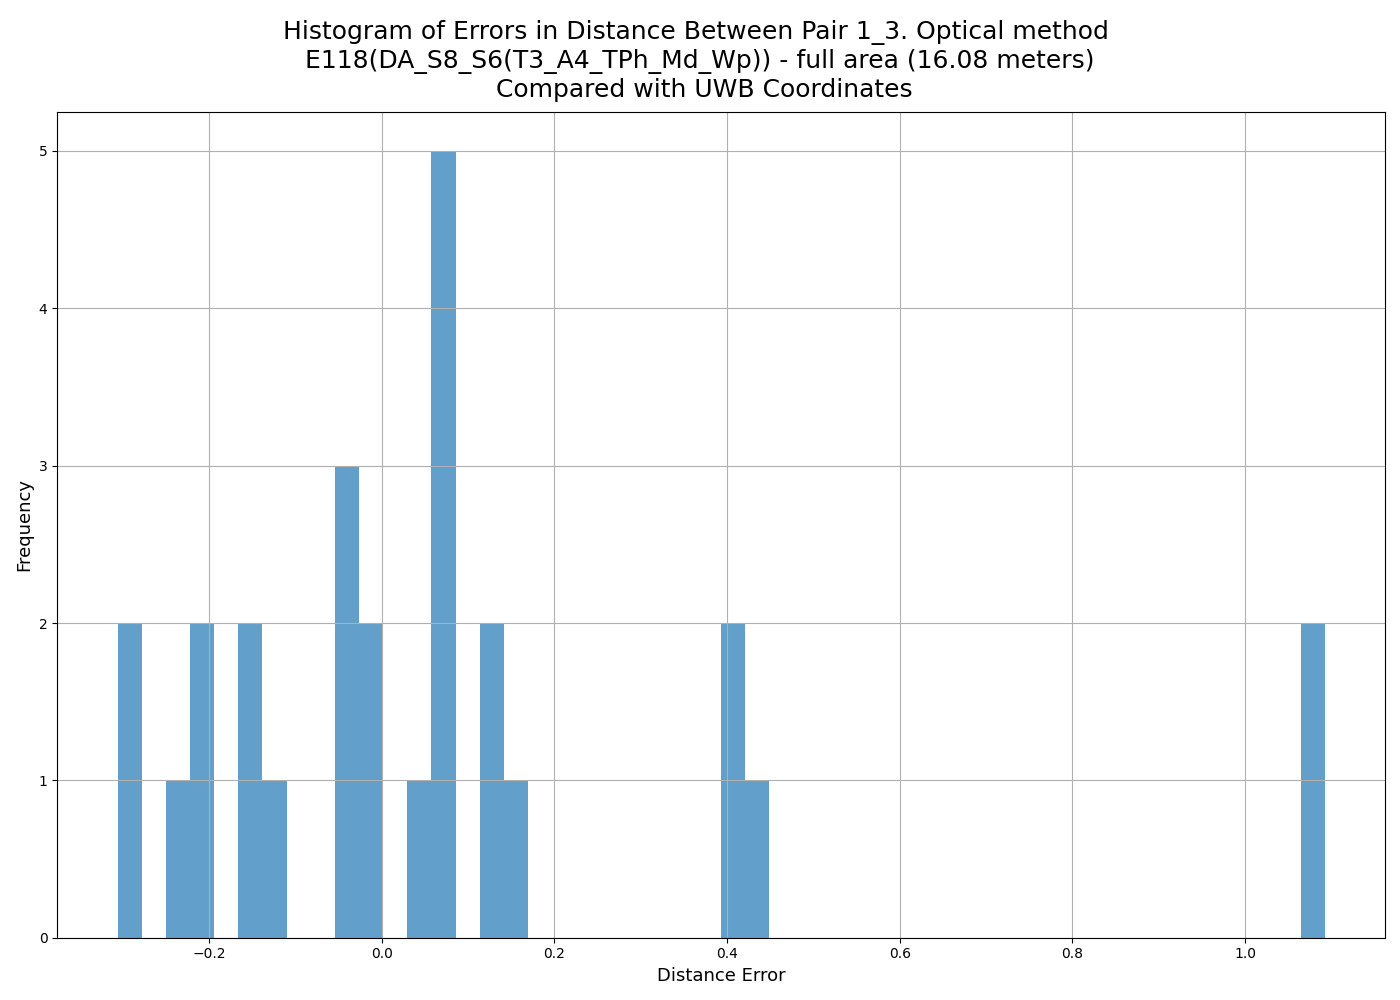 Histogram of Errors in Distance Between Pair 1_3. Optical method
E118(DA_S8_S6(T3_A4_TPh_Md_Wp)) - full area (16.08 meters)
Compared with UWB Coordinates
5
4
3
2
1
0
Frequency
−0.2
0.0
0.2
0.4
0.6
0.8
1.0
Distance Error